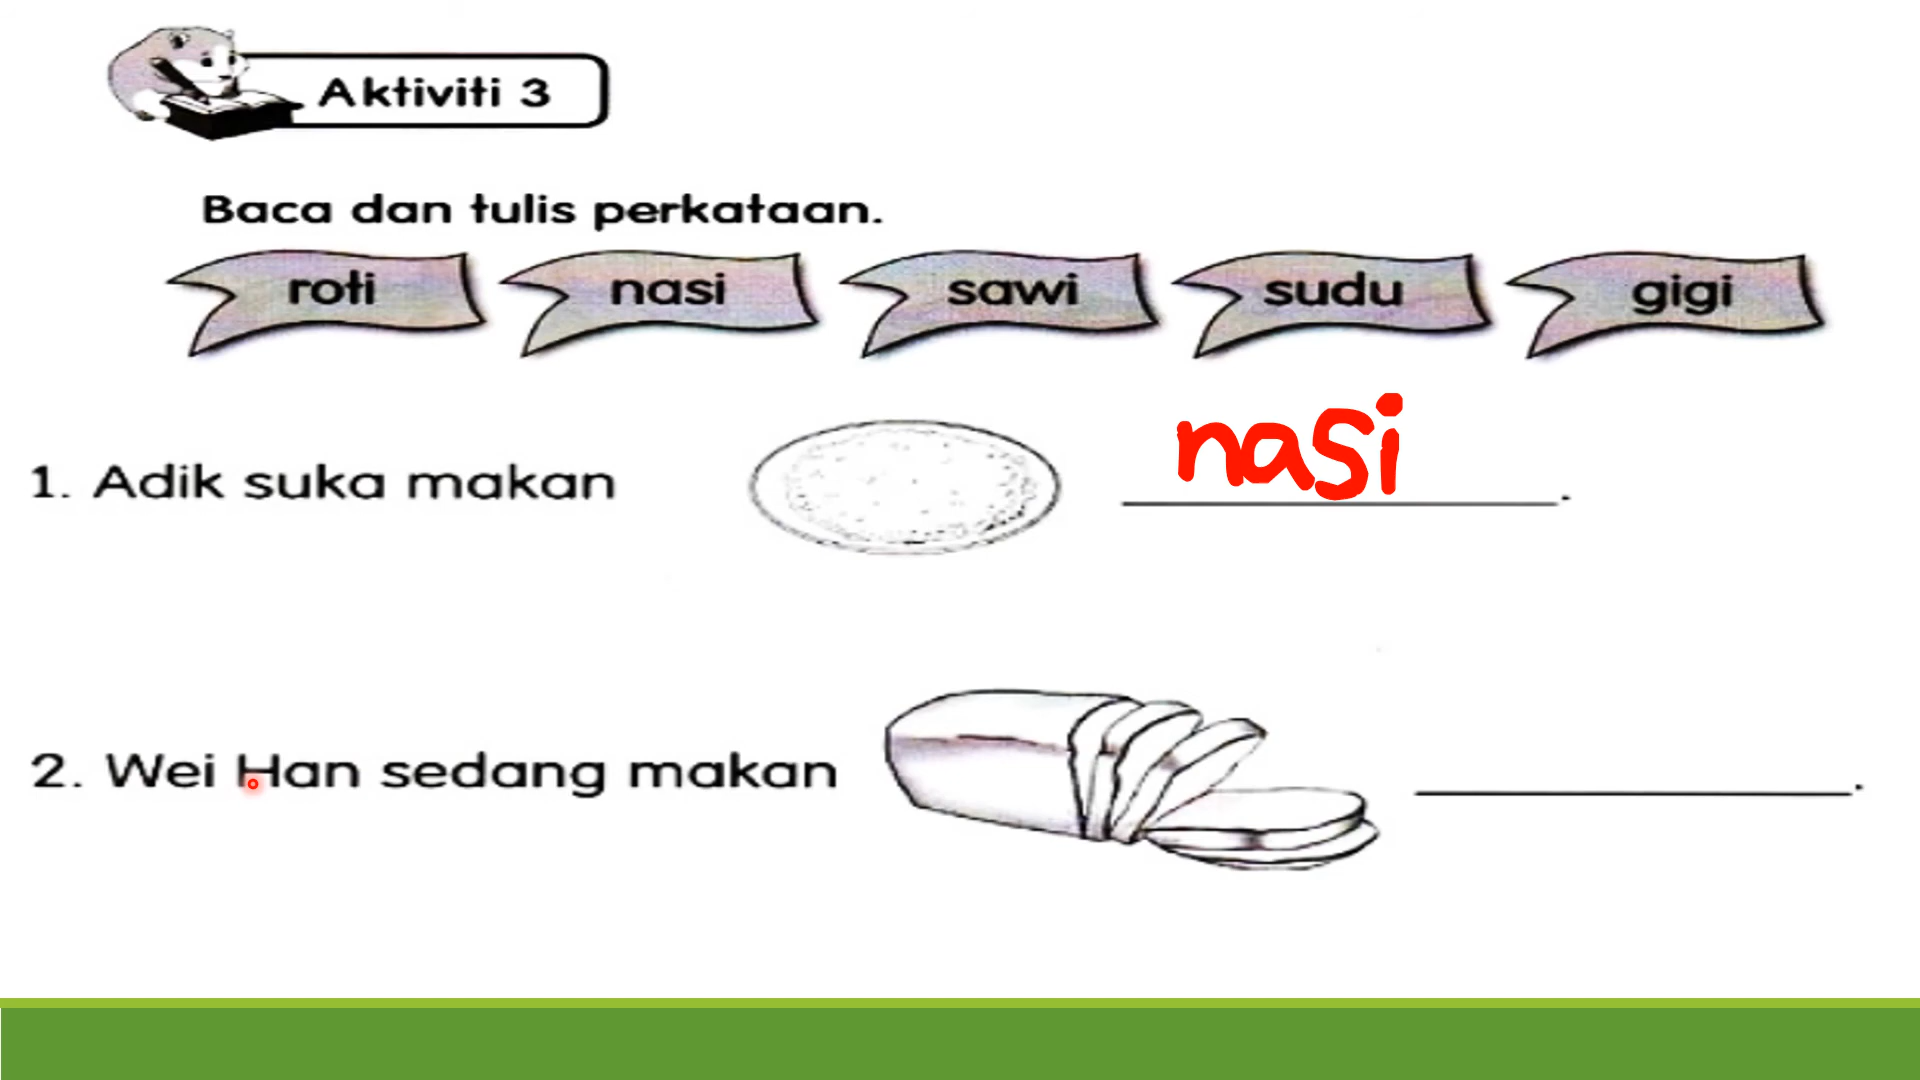 Aktiviti 3
Baca dan tulis perkataan.
roti nasi sawi sudu gigi
1. Adik suka makan nasi.
2. Wei Han sedang makan ____________.